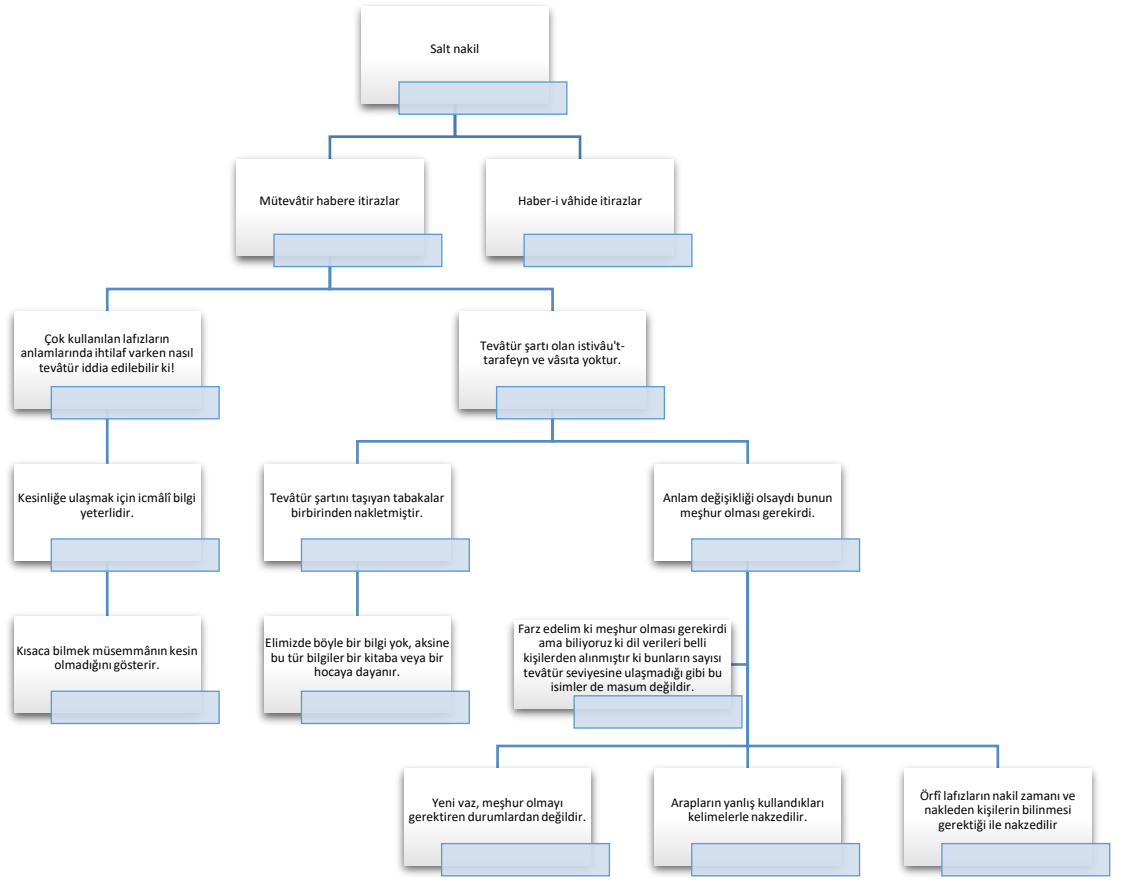 Salt nakil
Mütevâtir habere itirazlar
Haber-i vâhide itirazlar
Çok kullanılan lafızların
anlamlarında ihtilaf varken nasıl
tevâtür iddia edilebilir ki!
Tevâtür şartı olan istivâu't-
tarafeyn ve vâsıta yoktur.
Kesinliğe ulaşmak için icmâlî bilgi
yeterlidir.
Tevâtür şartını taşıyan tabakalar
birbirinden nakletmiştir.
Anlam değişikliği olsaydı bunun
meşhur olması gerekirdi.
Kısaca bilmek müsemmânın kesin
olmadığını gösterir.
Elimizde böyle bir bilgi yok, aksine
bu tür bilgiler bir kitaba veya bir
hocaya dayanır.
Farz edelim ki meşhur olması gerekirdi
ama biliyoruz ki dil verileri belli
kişilerden alınmıştır ki bunların sayısı
tevâtür seviyesine ulaşmadığı gibi bu
isimler de masum değildir.
Yeni vaz, meşhur olmayı
gerektiren durumlardan değildir.
Arapların yanlış kullandıkları
kelimelerle nakzedilir.
Örfî lafızların nakil zamanı ve
nakleden kişilerin bilinmesi
gerektiği ile nakzedilir